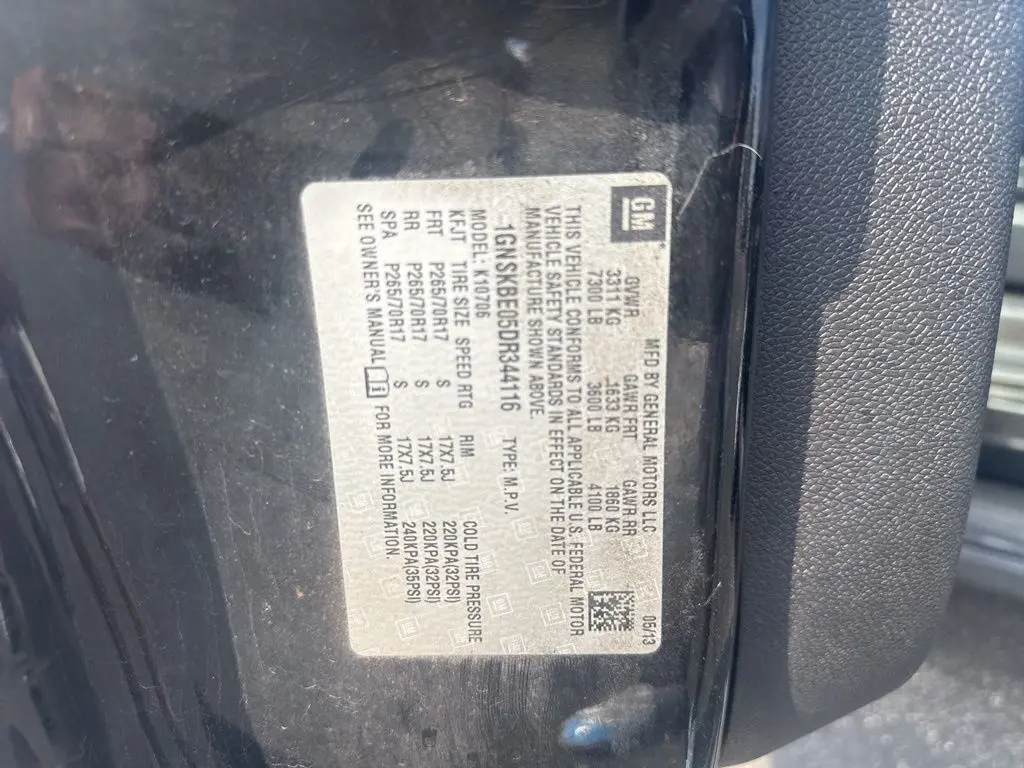 GM
MFD BY GENERAL MOTORS LLC 05/13
GVWR GAWR FRT GAWR RR
3311 KG 1633 KG 1860 KG
7300 LB 3600 LB 4100 LB
THIS VEHICLE CONFORMS TO ALL APPLICABLE U.S. FEDERAL MOTOR
VEHICLE SAFETY STANDARDS IN EFFECT ON THE DATE OF
MANUFACTURE SHOWN ABOVE.
1GNSKBE05DR344116 TYPE: M.P.V.
MODEL: K10706
KFJT TIRE SIZE SPEED RTG RIM COLD TIRE PRESSURE
FRT P265/70R17 S 17X7.5J 220KPA(32PSI)
RR P265/70R17 S 17X7.5J 220KPA(32PSI)
SPA P265/70R17 S 17X7.5J 240KPA(35PSI)
SEE OWNER'S MANUAL i FOR MORE INFORMATION.